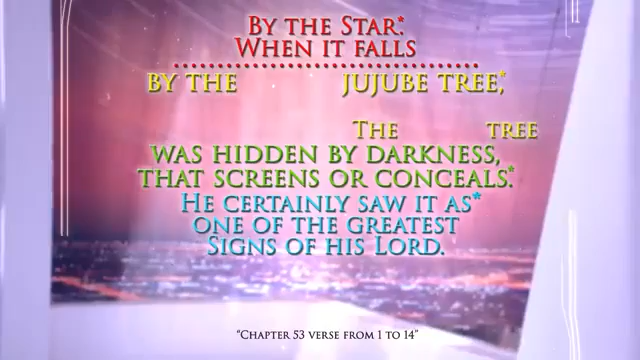 By the Star.*
When it falls
by the jujube tree,*
The tree
was hidden by darkness,
that screens or conceals.*
He certainly saw it as*
one of the greatest
Signs of his Lord.
“Chapter 53 verse from 1 to 14”